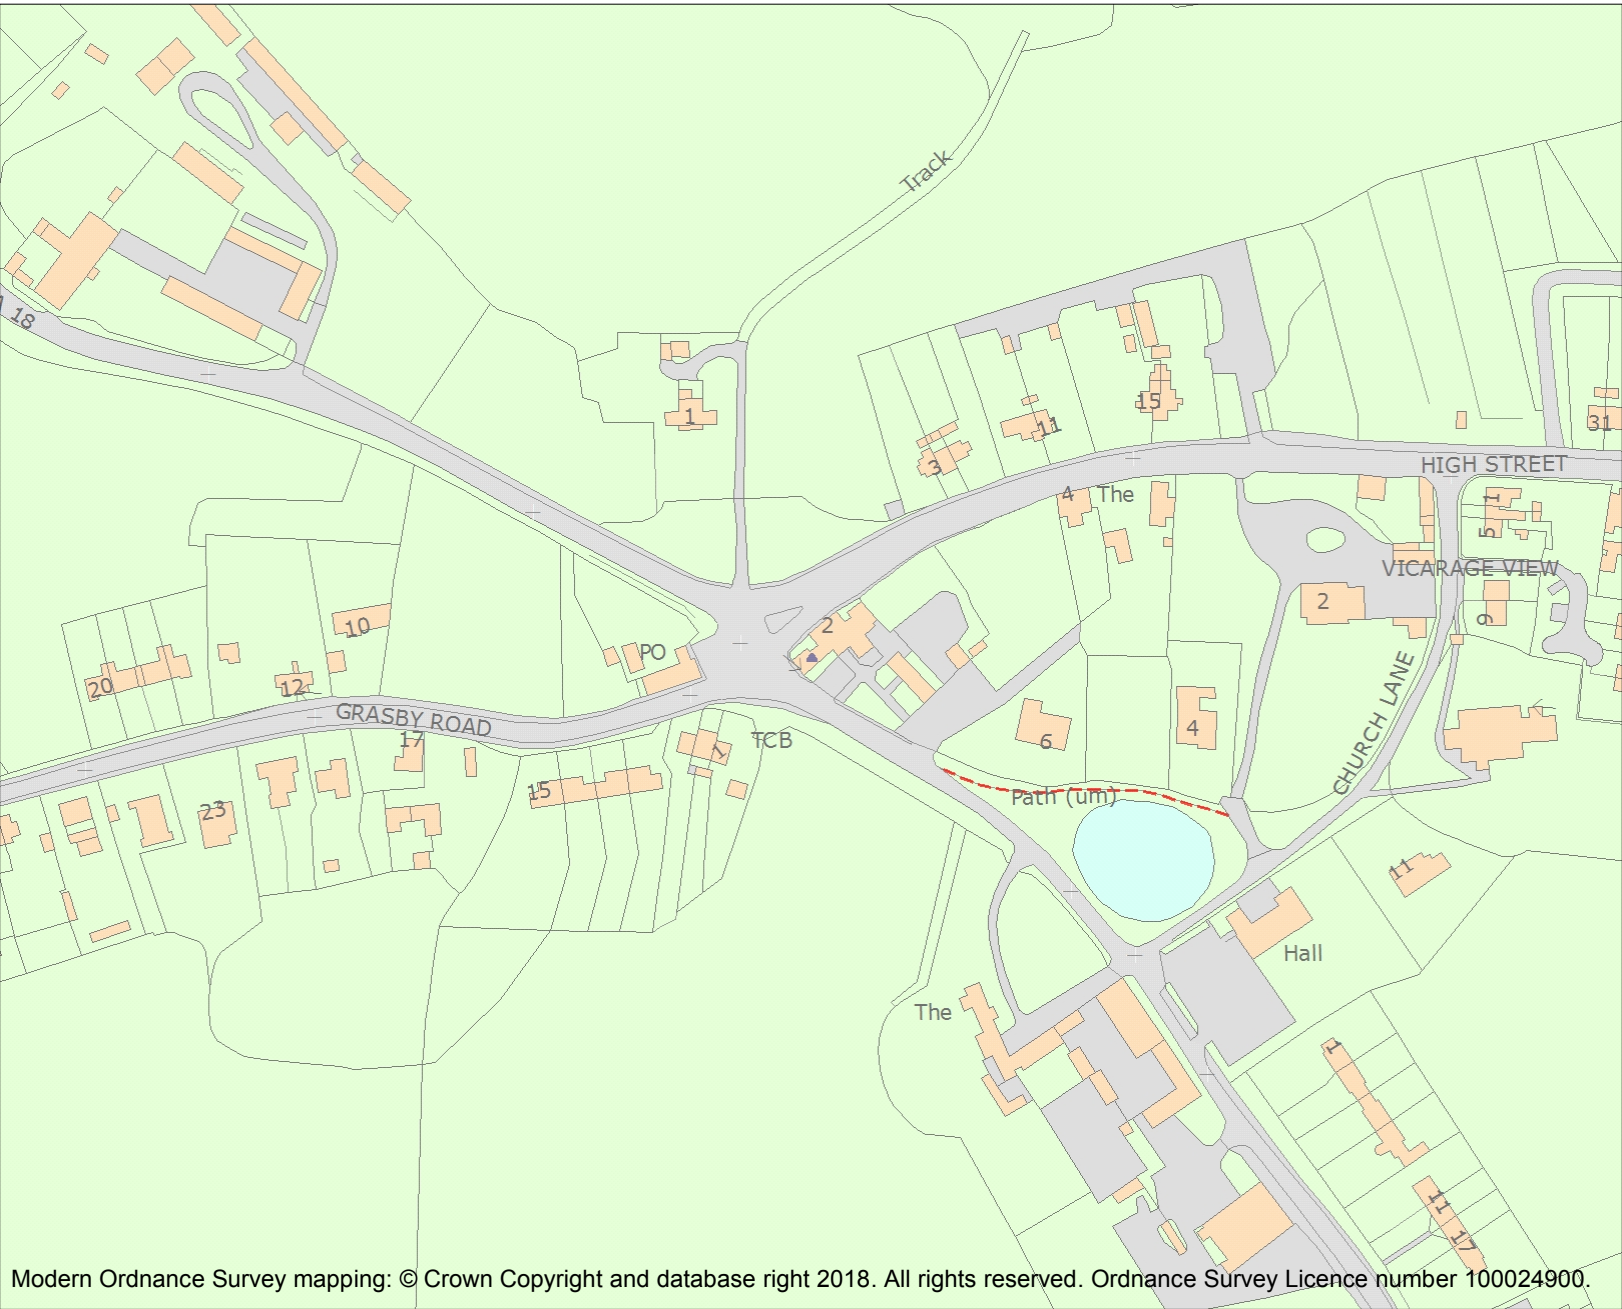 Track
18
1
15
11
3
31
HIGH STREET
4 The
1
5
VICARAGE VIEW
2
9
10
PO
2
20
12
GRASBY ROAD
17
1
TCB
6
4
CHURCH LANE
15
23
Path (um)
11
Hall
The
1
11
17
Modern Ordnance Survey mapping: © Crown Copyright and database right 2018. All rights reserved. Ordnance Survey Licence number 100024900.